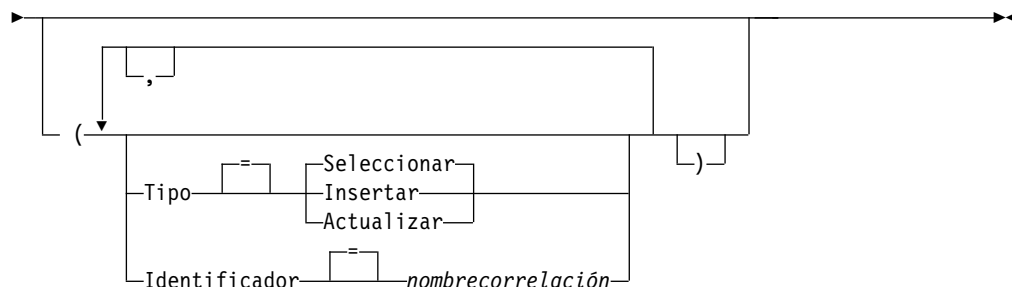 ,
(
)
=
Seleccionar
Tipo
Insertar
Actualizar
=
Identificador
nombrecorrelación